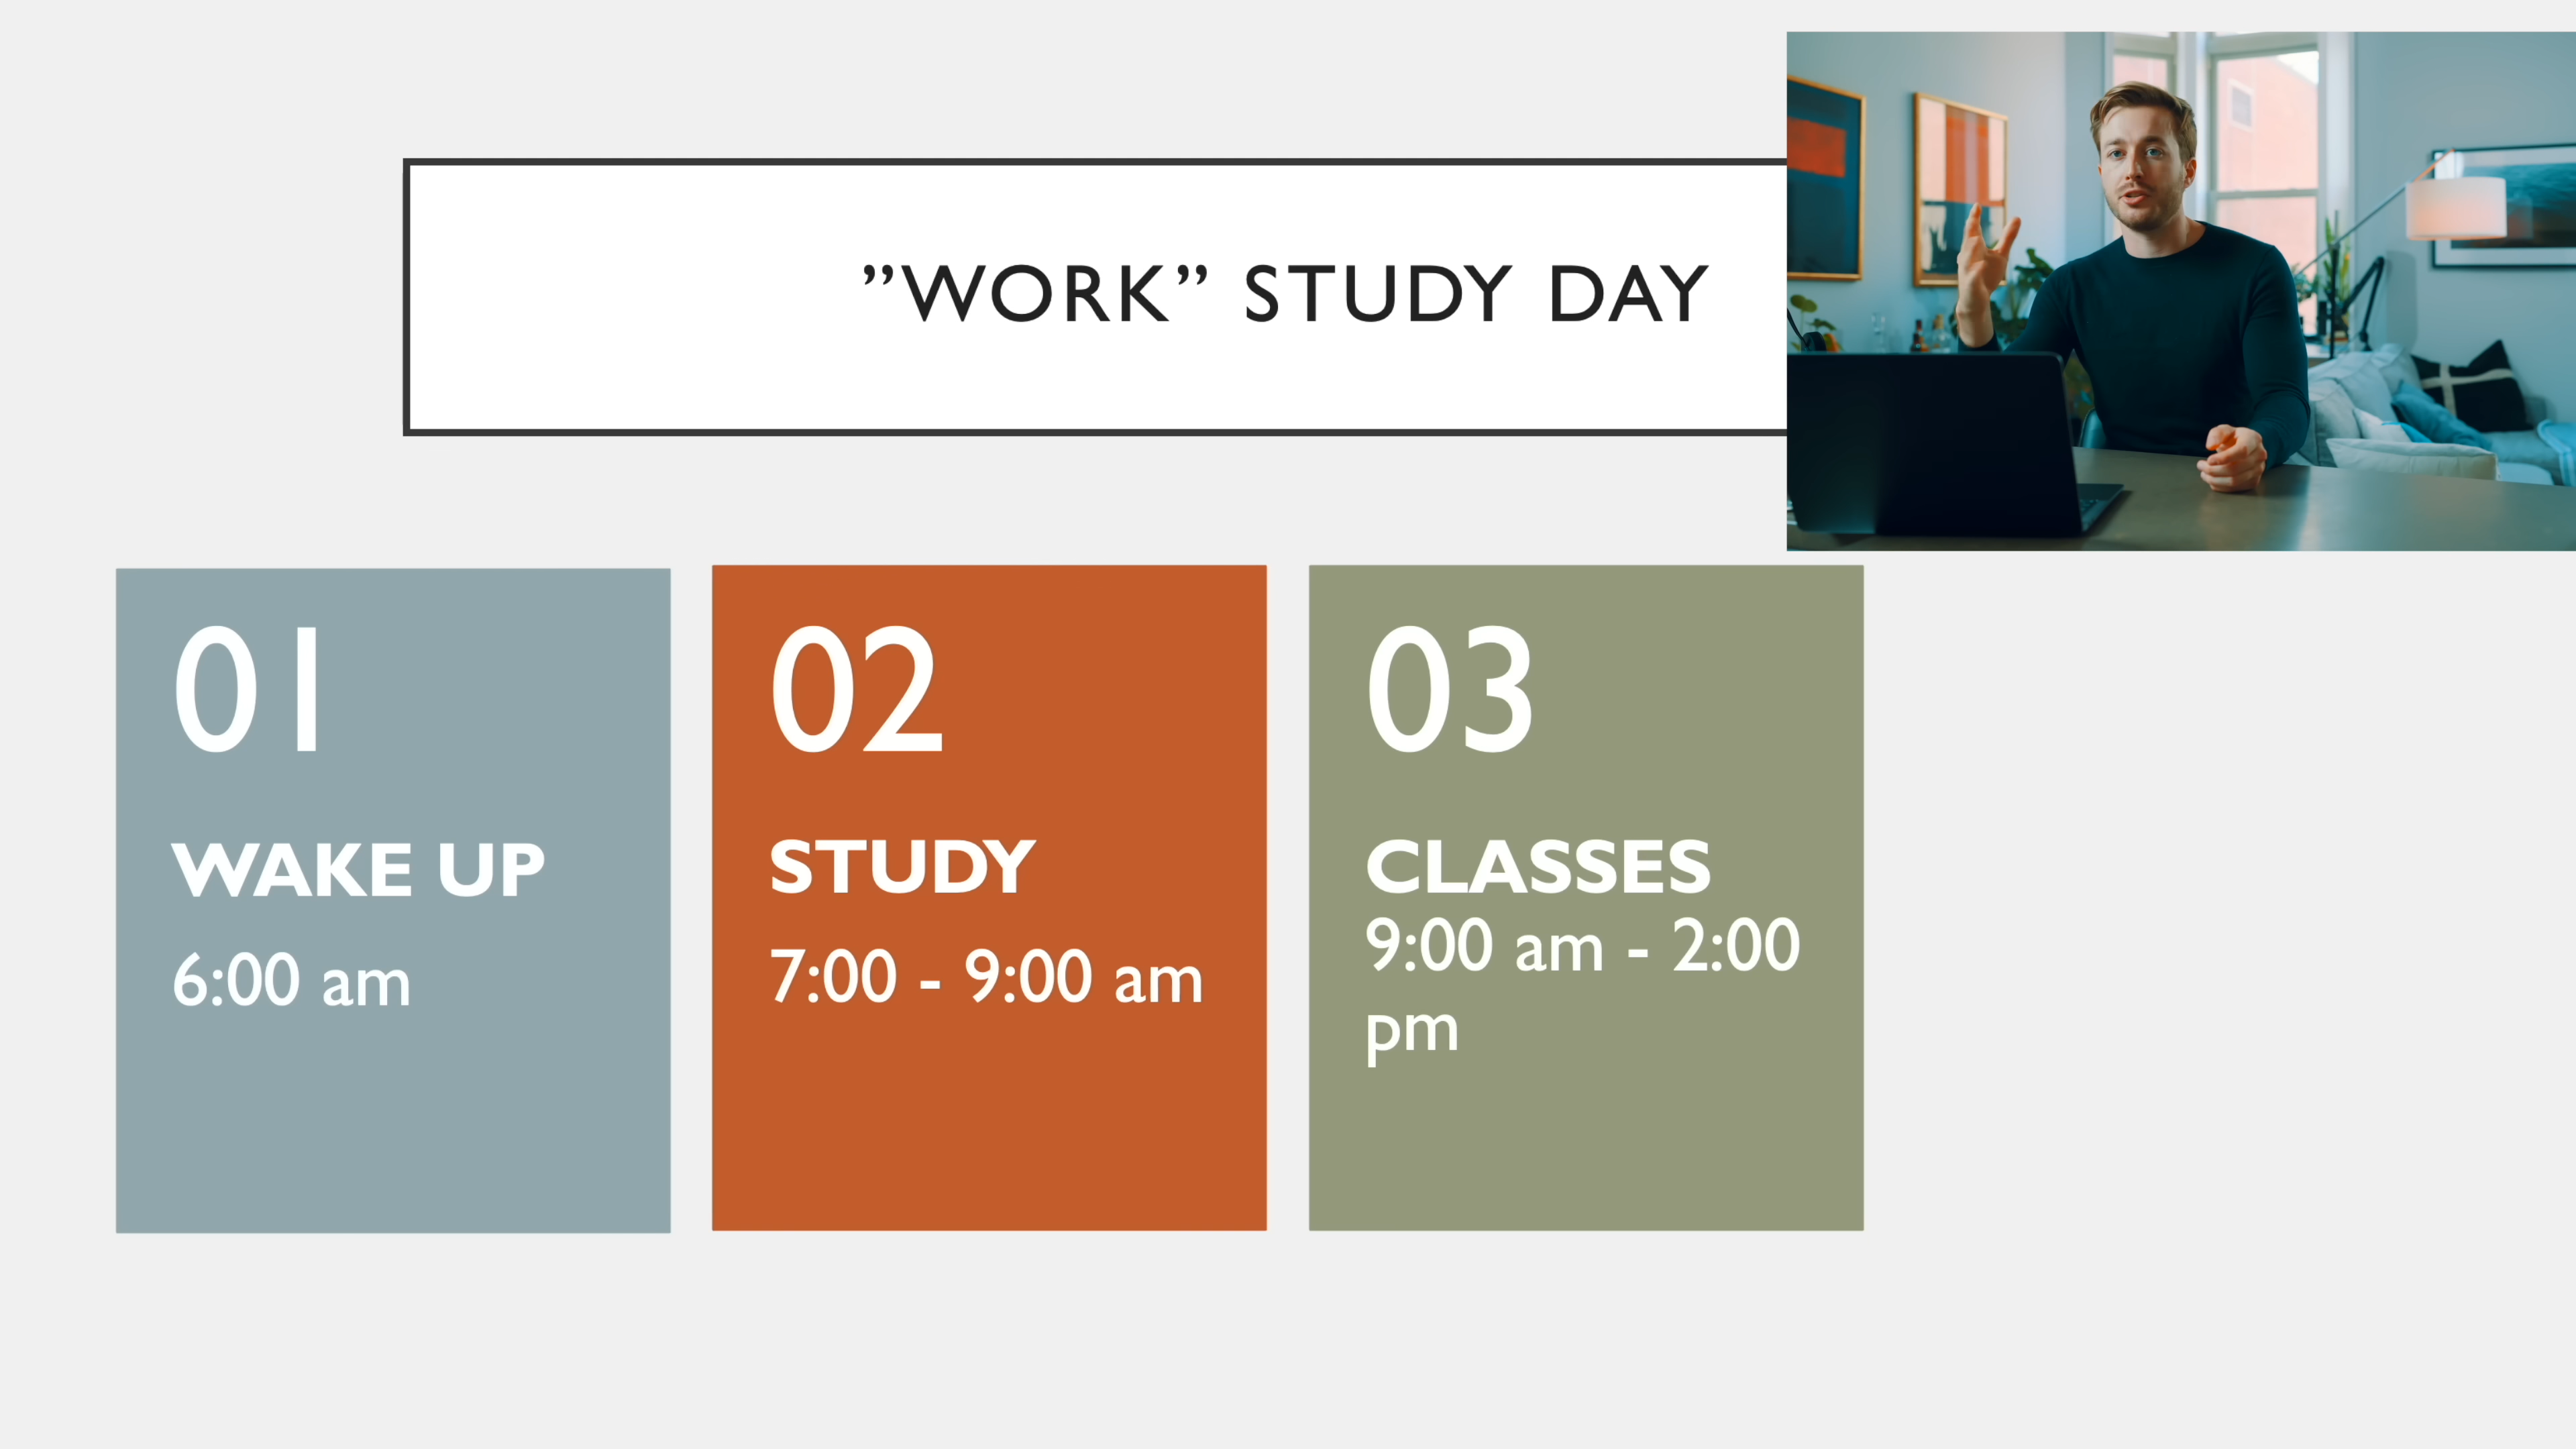 ”WORK” STUDY DAY
01
WAKE UP
6:00 am
02
STUDY
7:00 - 9:00 am
03
CLASSES
9:00 am - 2:00
pm